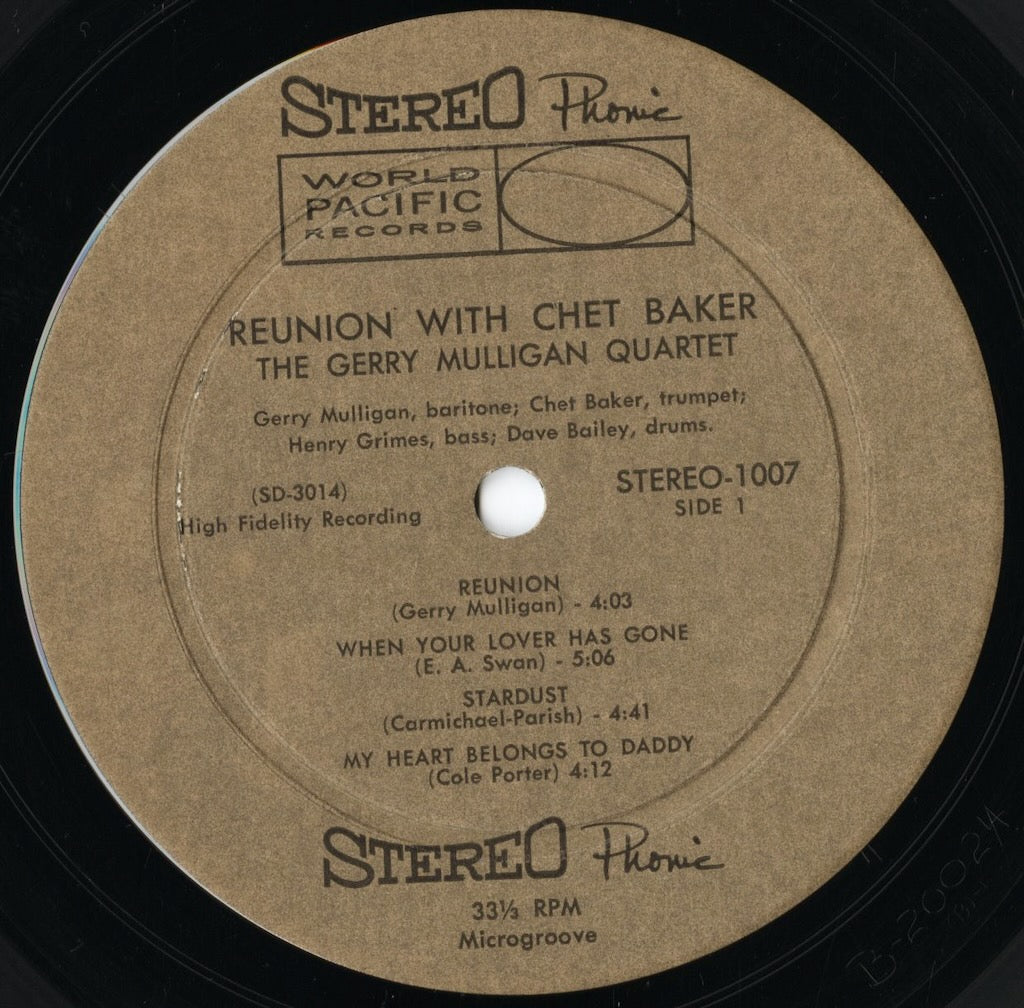 STEREO Phonic
WORLD
PACIFIC
RECORDS
REUNION WITH CHET BAKER
THE GERRY MULLIGAN QUARTET
Gerry Mulligan, baritone; Chet Baker, trumpet;
Henry Grimes, bass; Dave Bailey, drums.
(SD-3014)
High Fidelity Recording
STEREO-1007
SIDE 1
REUNION
(Gerry Mulligan) - 4:03
WHEN YOUR LOVER HAS GONE
(E. A. Swan) - 5:06
STARDUST
(Carmichael-Parish) - 4:41
MY HEART BELONGS TO DADDY
(Cole Porter) 4:12
STEREO Phonic
33⅓ RPM
Microgroove